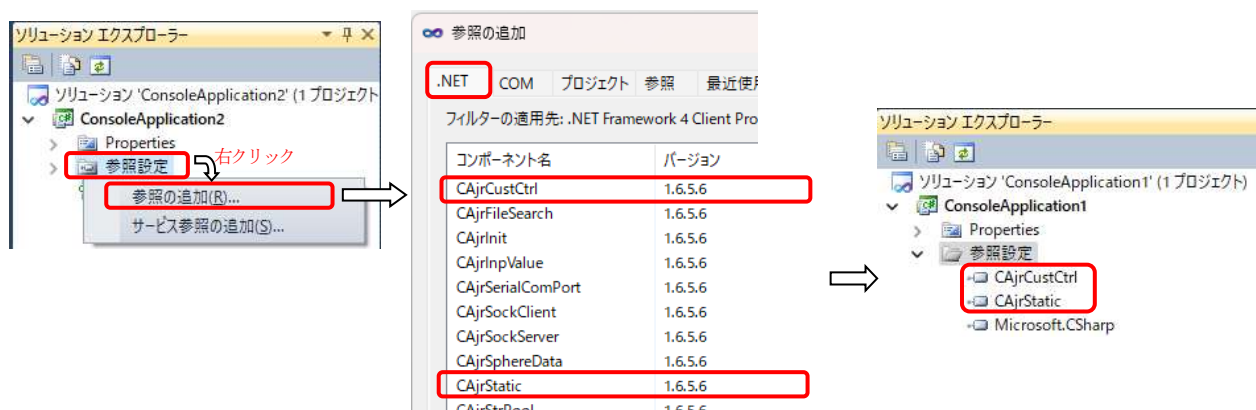 ソリューション エクスプローラー
ソリューション 'ConsoleApplication2' (1 プロジェクト
ConsoleApplication2
Properties
参照設定
右クリック
参照の追加(R)...
サービス参照の追加(S)...
参照の追加
.NET COM プロジェクト 参照 最近使用
フィルターの適用先: .NET Framework 4 Client Pro
コンポーネント名 バージョン
CAjrCustCtrl 1.6.5.6
CAjrFileSearch 1.6.5.6
CAjrInit 1.6.5.6
CAjrInpValue 1.6.5.6
CAjrSerialComPort 1.6.5.6
CAjrSockClient 1.6.5.6
CAjrSockServer 1.6.5.6
CAjrSphereData 1.6.5.6
CAjrStatic 1.6.5.6
CAjrStrPool 1.6.5.6
ソリューション エクスプローラー
ソリューション 'ConsoleApplication1' (1 プロジェクト)
ConsoleApplication1
Properties
参照設定
CAjrCustCtrl
CAjrStatic
Microsoft.CSharp